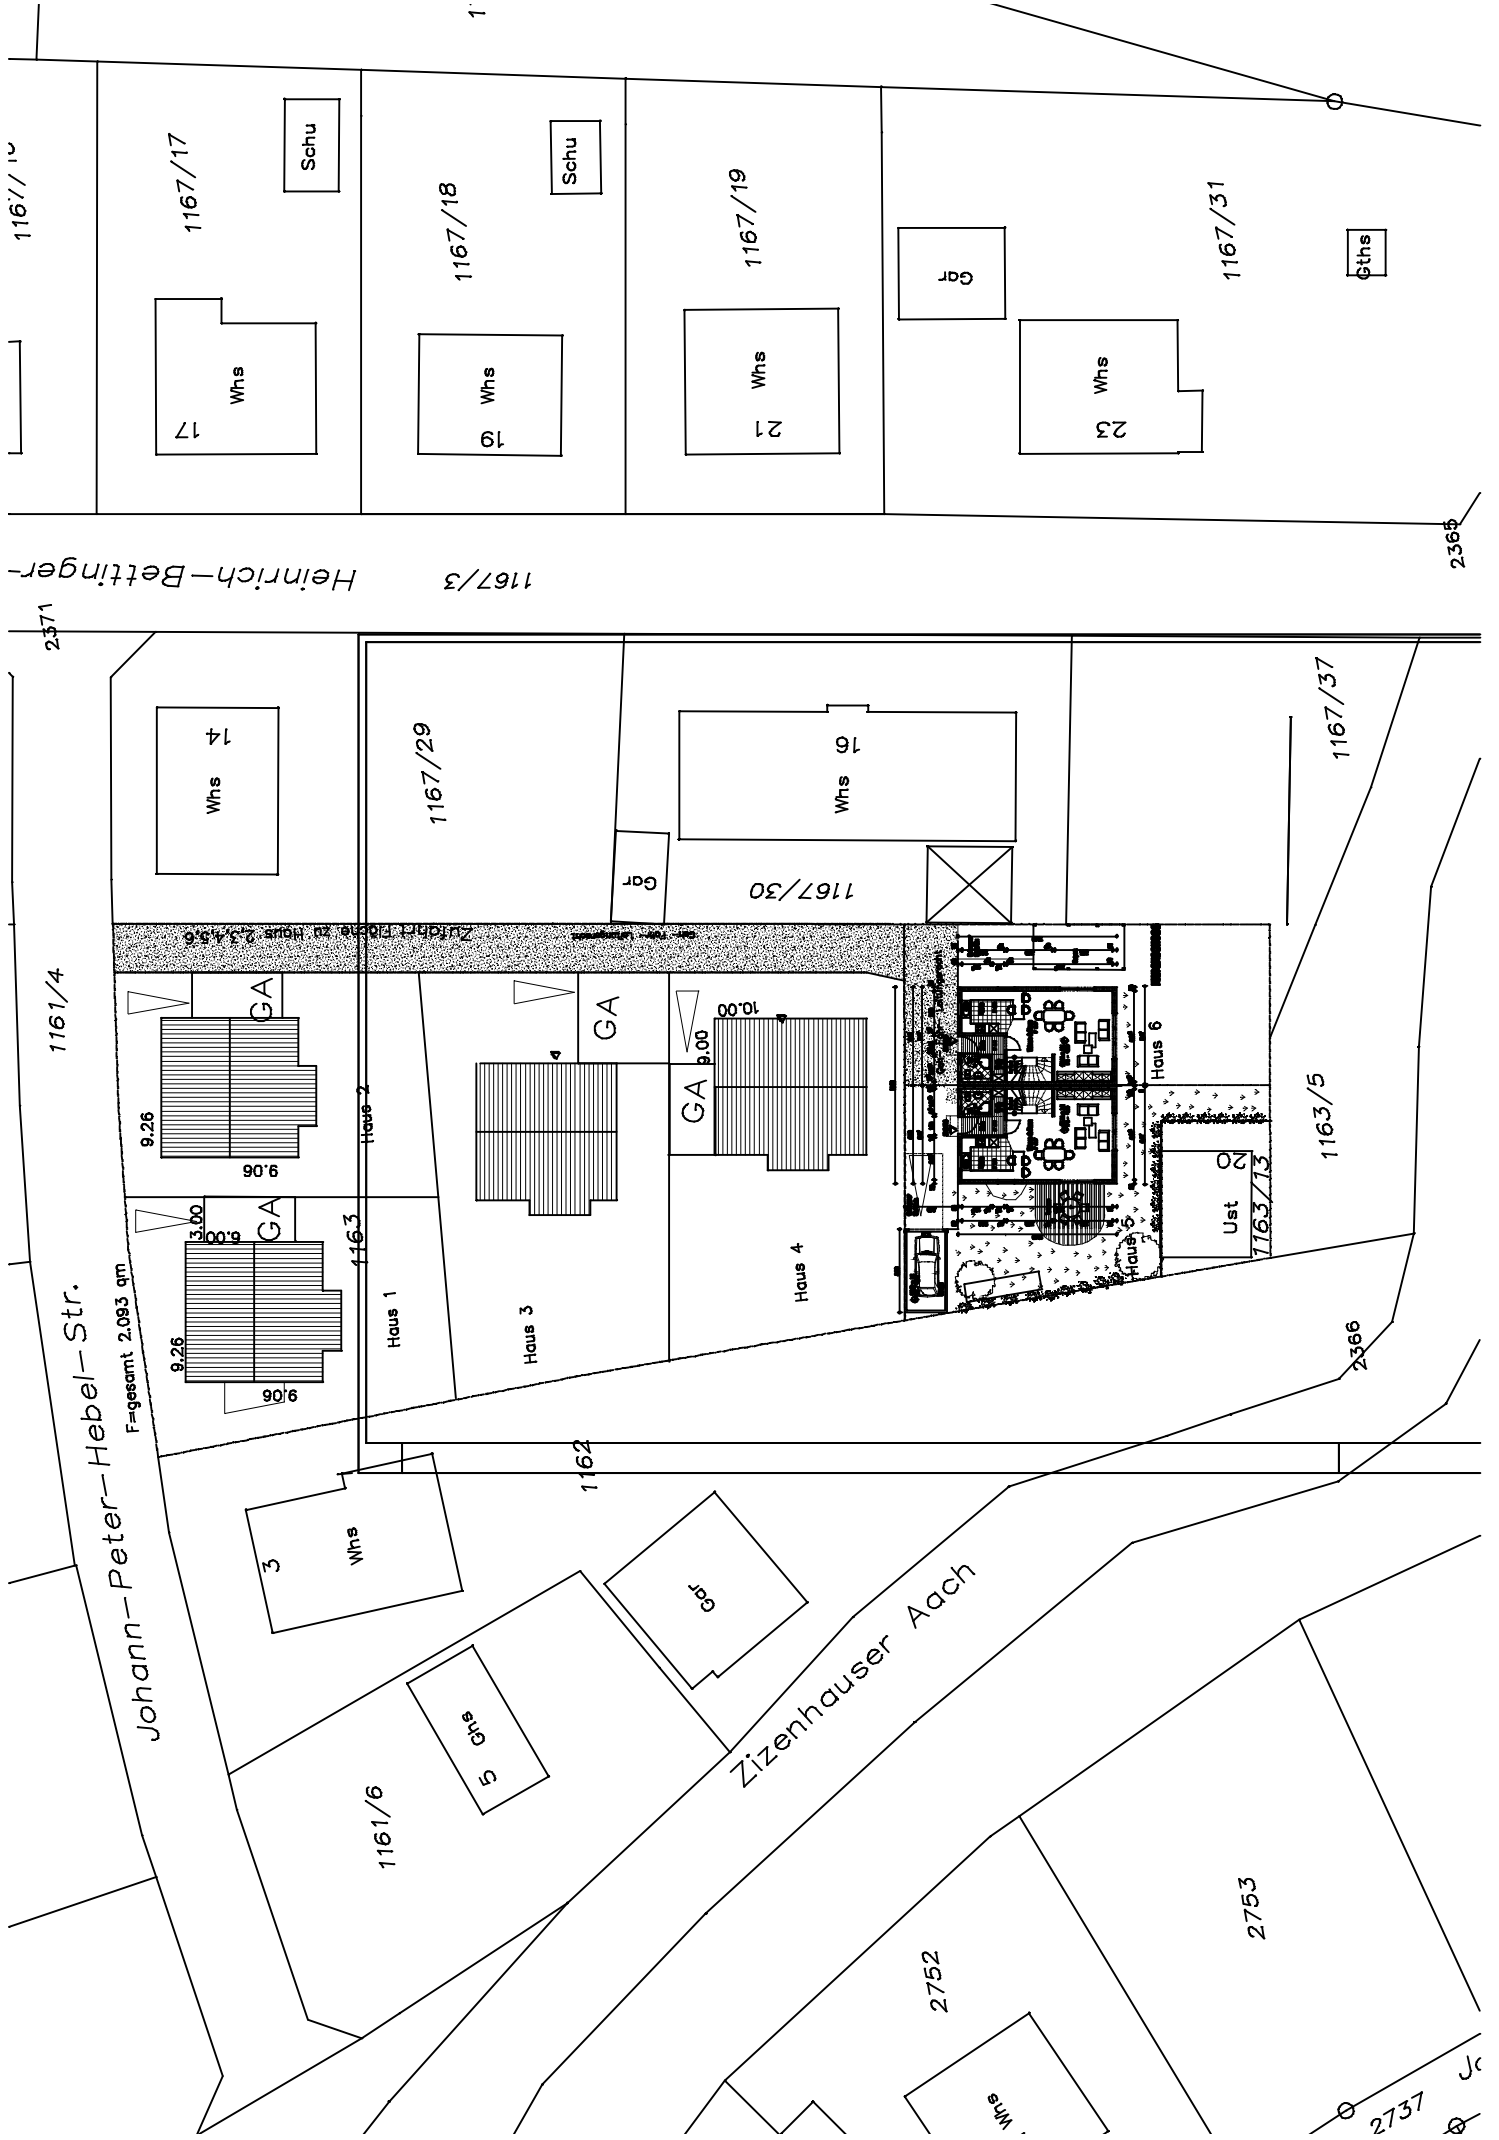 1167/17
Schu
1167/18
Schu
1167/19
1167/31
Gths
Gar
Whs
17
Whs
19
Whs
21
Whs
23
2365
Heinrich-Bettinger-
1167/3
2371
14
Whs
1167/29
16
Whs
1167/37
Gar
1167/30
Zufahrt Fläche zu Haus 2,3,4,5,6
1161/4
GA
GA
10.00
9.00
GA
9.26
9.06
Haus 2
Haus 6
1163/5
3.00
6.00
GA
1163
20
Ust
1163/13
Haus 5
Haus 4
Haus 1
Haus 3
9.26
9.06
F=gesamt 2.093 qm
Johann-Peter-Hebel-Str.
2366
1162
3
Whs
Gar
Zizenhauser Aach
5
Ghs
1161/6
2753
2752
Whs
2737